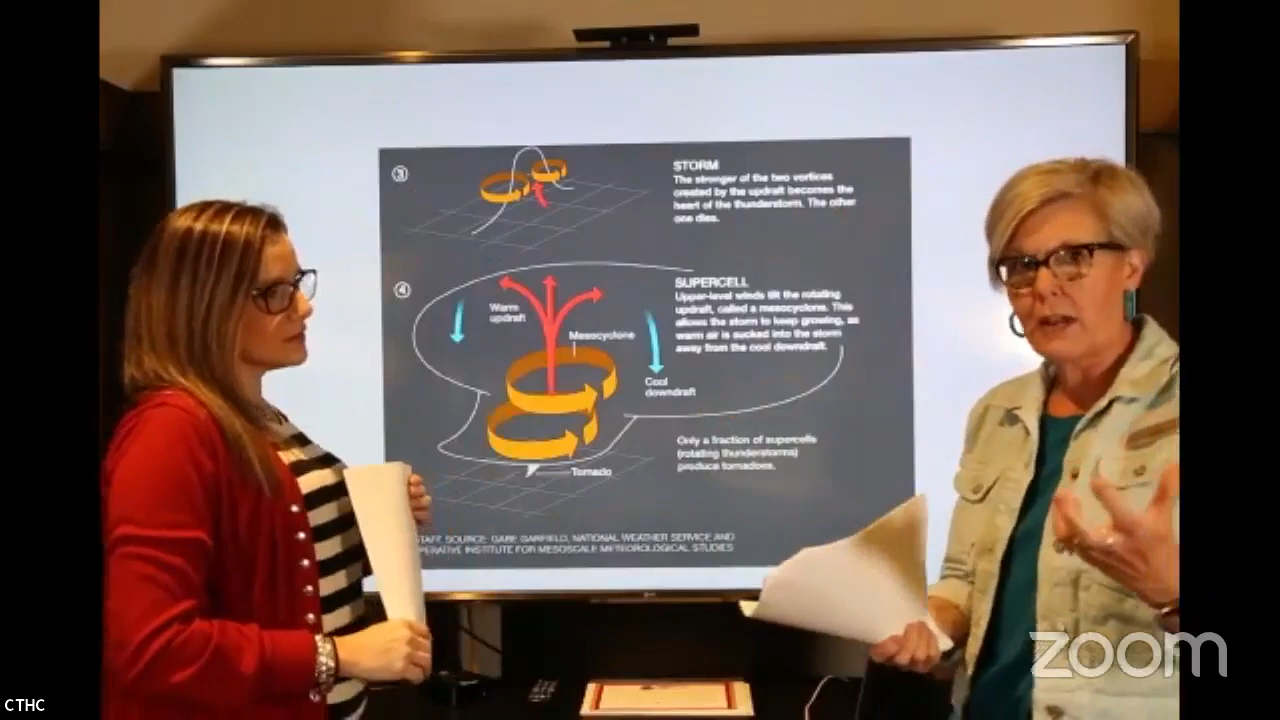 ③
STORM
The stronger of the two vortices
created by the updraft becomes the
heart of the thunderstorm. The other
one dies.
④
SUPERCELL
Upper-level winds tilt the rotating
updraft, called a mesocyclone. This
allows the storm to keep growing, as
warm air is sucked into the storm
away from the cool downdraft.
Warm
updraft
Mesocyclone
Cool
downdraft
Only a fraction of supercells
(rotating thunderstorms)
produce tornadoes.
Tornado
TAFF. SOURCE: GARE GARFIELD, NATIONAL WEATHER SERVICE AND
PERATIVE INSTITUTE FOR MESOSCALE METEOROLOGICAL STUDIES
zoom
CTHC